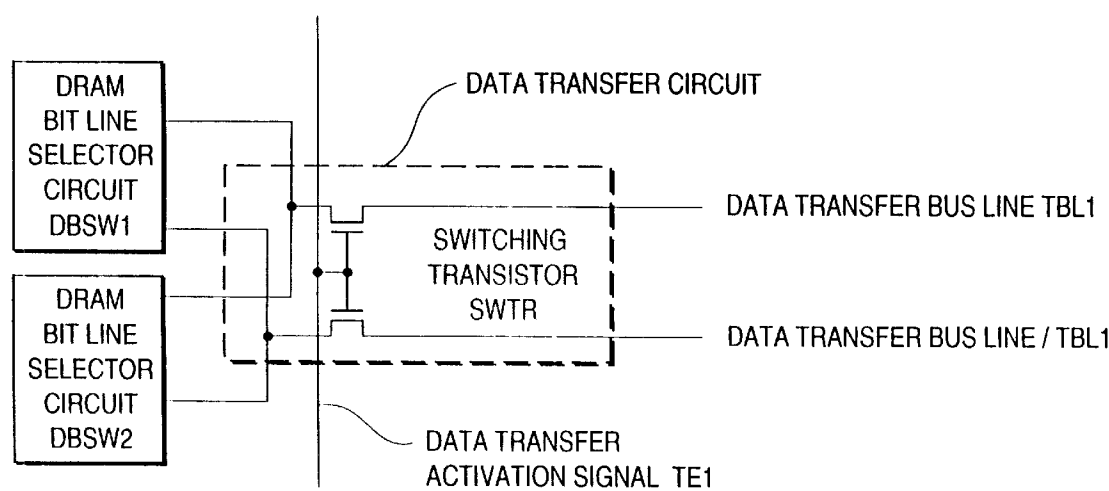 DRAM
BIT LINE
SELECTOR
CIRCUIT
DBSW1
DATA TRANSFER CIRCUIT
DATA TRANSFER BUS LINE TBL1
SWITCHING
TRANSISTOR
SWTR
DRAM
BIT LINE
SELECTOR
CIRCUIT
DBSW2
DATA TRANSFER BUS LINE / TBL1
DATA TRANSFER
ACTIVATION SIGNAL TE1